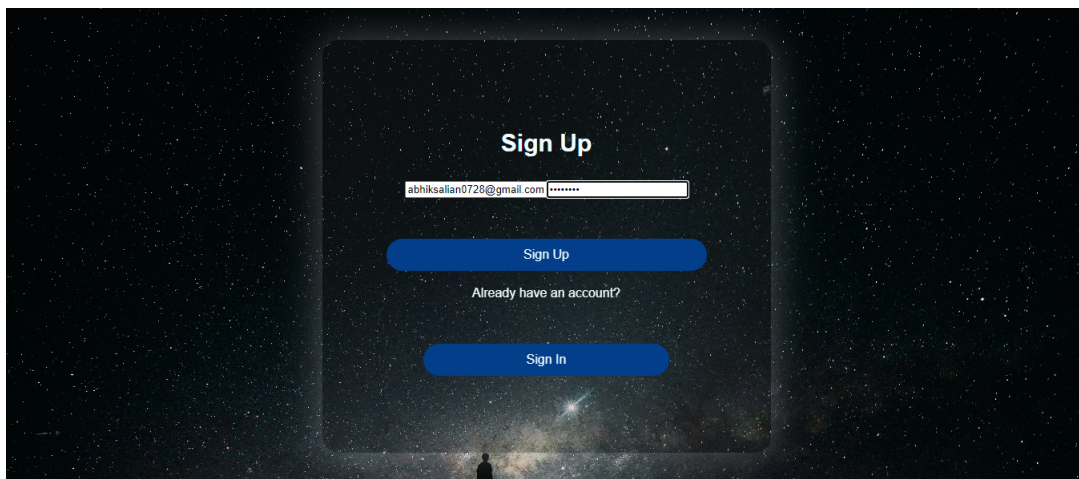 Sign Up
abhiksalian0728@gmail.com ••••••••
Sign Up
Already have an account?
Sign In